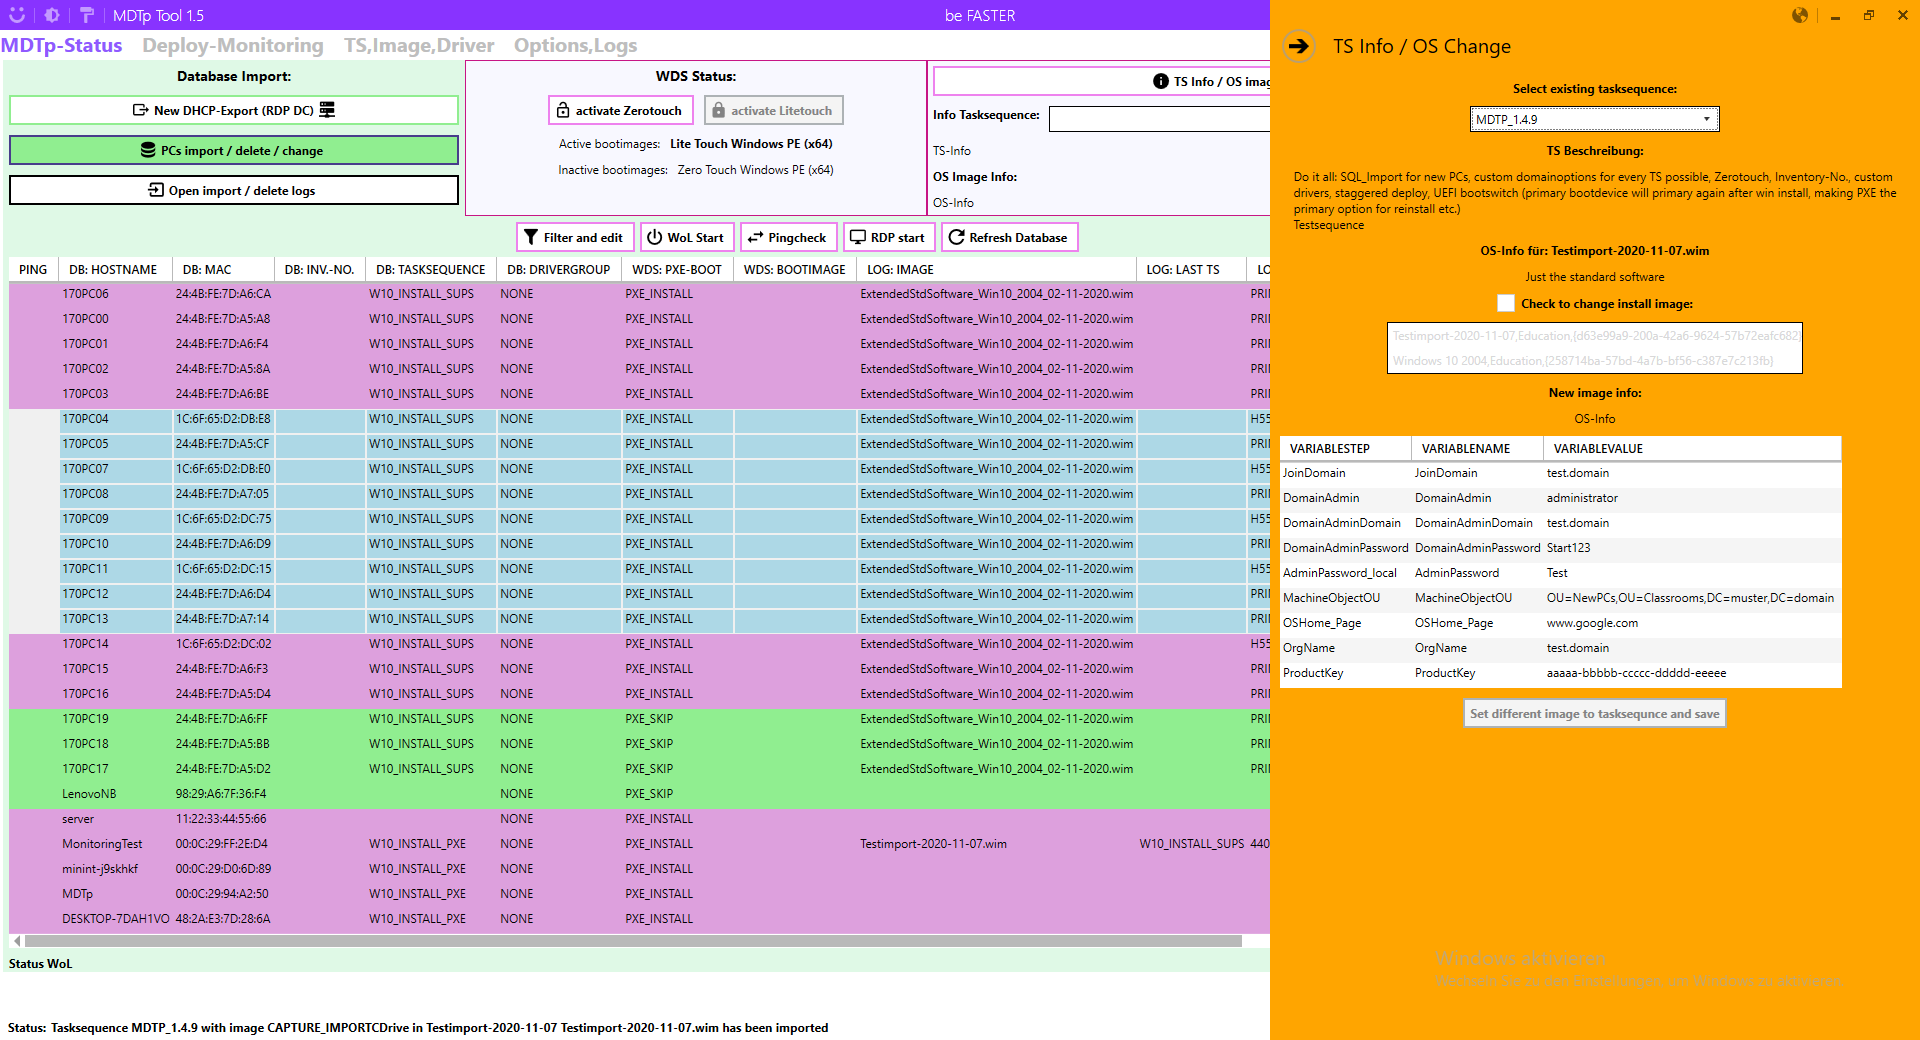 MDTp Tool 1.5
be FASTER
MDTp-Status Deploy-Monitoring TS,Image,Driver Options,Logs
Database Import:
New DHCP-Export (RDP DC)
PCs import / delete / change
Open import / delete logs
WDS Status:
activate Zerotouch activate Litetouch
Active bootimages: Lite Touch Windows PE (x64)
Inactive bootimages: Zero Touch Windows PE (x64)
TS Info / OS imag
Info Tasksequence:
TS-Info
OS Image Info:
OS-Info
Filter and edit WoL Start Pingcheck RDP start Refresh Database
PING DB: HOSTNAME DB: MAC DB: INV.-NO. DB: TASKSEQUENCE DB: DRIVERGROUP WDS: PXE-BOOT WDS: BOOTIMAGE LOG: IMAGE LOG: LAST TS LO
170PC06 24:4B:FE:7D:A6:CA W10_INSTALL_SUPS NONE PXE_INSTALL ExtendedStdSoftware_Win10_2004_02-11-2020.wim PRI
170PC00 24:4B:FE:7D:A5:A8 W10_INSTALL_SUPS NONE PXE_INSTALL ExtendedStdSoftware_Win10_2004_02-11-2020.wim PRI
170PC01 24:4B:FE:7D:A6:F4 W10_INSTALL_SUPS NONE PXE_INSTALL ExtendedStdSoftware_Win10_2004_02-11-2020.wim PRI
170PC02 24:4B:FE:7D:A5:8A W10_INSTALL_SUPS NONE PXE_INSTALL ExtendedStdSoftware_Win10_2004_02-11-2020.wim PRI
170PC03 24:4B:FE:7D:A6:BE W10_INSTALL_SUPS NONE PXE_INSTALL ExtendedStdSoftware_Win10_2004_02-11-2020.wim PRI
170PC04 1C:6F:65:D2:DB:E8 W10_INSTALL_SUPS NONE PXE_INSTALL ExtendedStdSoftware_Win10_2004_02-11-2020.wim H55
170PC05 24:4B:FE:7D:A5:CF W10_INSTALL_SUPS NONE PXE_INSTALL ExtendedStdSoftware_Win10_2004_02-11-2020.wim PRI
170PC07 1C:6F:65:D2:DB:E0 W10_INSTALL_SUPS NONE PXE_INSTALL ExtendedStdSoftware_Win10_2004_02-11-2020.wim H55
170PC08 24:4B:FE:7D:A7:05 W10_INSTALL_SUPS NONE PXE_INSTALL ExtendedStdSoftware_Win10_2004_02-11-2020.wim PRI
170PC09 1C:6F:65:D2:DC:75 W10_INSTALL_SUPS NONE PXE_INSTALL ExtendedStdSoftware_Win10_2004_02-11-2020.wim H55
170PC10 24:4B:FE:7D:A6:D9 W10_INSTALL_SUPS NONE PXE_INSTALL ExtendedStdSoftware_Win10_2004_02-11-2020.wim PRI
170PC11 1C:6F:65:D2:DC:15 W10_INSTALL_SUPS NONE PXE_INSTALL ExtendedStdSoftware_Win10_2004_02-11-2020.wim H55
170PC12 24:4B:FE:7D:A6:D4 W10_INSTALL_SUPS NONE PXE_INSTALL ExtendedStdSoftware_Win10_2004_02-11-2020.wim PRI
170PC13 24:4B:FE:7D:A7:14 W10_INSTALL_SUPS NONE PXE_INSTALL ExtendedStdSoftware_Win10_2004_02-11-2020.wim PRI
170PC14 1C:6F:65:D2:DC:02 W10_INSTALL_SUPS NONE PXE_INSTALL ExtendedStdSoftware_Win10_2004_02-11-2020.wim H55
170PC15 24:4B:FE:7D:A6:F3 W10_INSTALL_SUPS NONE PXE_INSTALL ExtendedStdSoftware_Win10_2004_02-11-2020.wim PRI
170PC16 24:4B:FE:7D:A5:D4 W10_INSTALL_SUPS NONE PXE_INSTALL ExtendedStdSoftware_Win10_2004_02-11-2020.wim PRI
170PC19 24:4B:FE:7D:A6:FF W10_INSTALL_SUPS NONE PXE_SKIP ExtendedStdSoftware_Win10_2004_02-11-2020.wim PRI
170PC18 24:4B:FE:7D:A5:BB W10_INSTALL_SUPS NONE PXE_SKIP ExtendedStdSoftware_Win10_2004_02-11-2020.wim PRI
170PC17 24:4B:FE:7D:A5:D2 W10_INSTALL_SUPS NONE PXE_SKIP ExtendedStdSoftware_Win10_2004_02-11-2020.wim PRI
LenovoNB 98:29:A6:7F:36:F4 NONE PXE_SKIP
server 11:22:33:44:55:66 NONE PXE_INSTALL
MonitoringTest 00:0C:29:FF:2E:D4 W10_INSTALL_PXE NONE PXE_INSTALL Testimport-2020-11-07.wim W10_INSTALL_SUPS 440
minint-j9skhkf 00:0C:29:D0:6D:89 W10_INSTALL_PXE NONE PXE_INSTALL
MDTp 00:0C:29:94:A2:50 W10_INSTALL_PXE NONE PXE_INSTALL
DESKTOP-7DAH1VO 48:2A:E3:7D:28:6A W10_INSTALL_PXE NONE PXE_INSTALL
Status WoL
Status: Tasksequence MDTP_1.4.9 with image CAPTURE_IMPORTCDrive in Testimport-2020-11-07 Testimport-2020-11-07.wim has been imported
TS Info / OS Change
Select existing tasksequence:
MDTP_1.4.9
TS Beschreibung:
Do it all: SQL_Import for new PCs, custom domainoptions for every TS possible, Zerotouch, Inventory-No., custom
drivers, staggered deploy, UEFI bootswitch (primary bootdevice will primary again after win install, making PXE the
primary option for reinstall etc.)
Testsequence
OS-Info für: Testimport-2020-11-07.wim
Just the standard software
Check to change install image:
Testimport-2020-11-07,Education,{d63e99a9-200a-42a6-9624-57b72eafc682}
Windows 10 2004,Education,{258714ba-57bd-4a7b-bf56-c387e7c213fb}
New image info:
OS-Info
VARIABLESTEP VARIABLENAME VARIABLEVALUE
JoinDomain JoinDomain test.domain
DomainAdmin DomainAdmin administrator
DomainAdminDomain DomainAdminDomain test.domain
DomainAdminPassword DomainAdminPassword Start123
AdminPassword_local AdminPassword Test
MachineObjectOU MachineObjectOU OU=NewPCs,OU=Classrooms,DC=muster,DC=domain
OSHome_Page OSHome_Page www.google.com
OrgName OrgName test.domain
ProductKey ProductKey aaaaa-bbbbb-ccccc-ddddd-eeeee
Set different image to tasksequnce and save
Windows aktivieren
Wechseln Sie zu den Einstellungen, um Windows zu aktivieren.